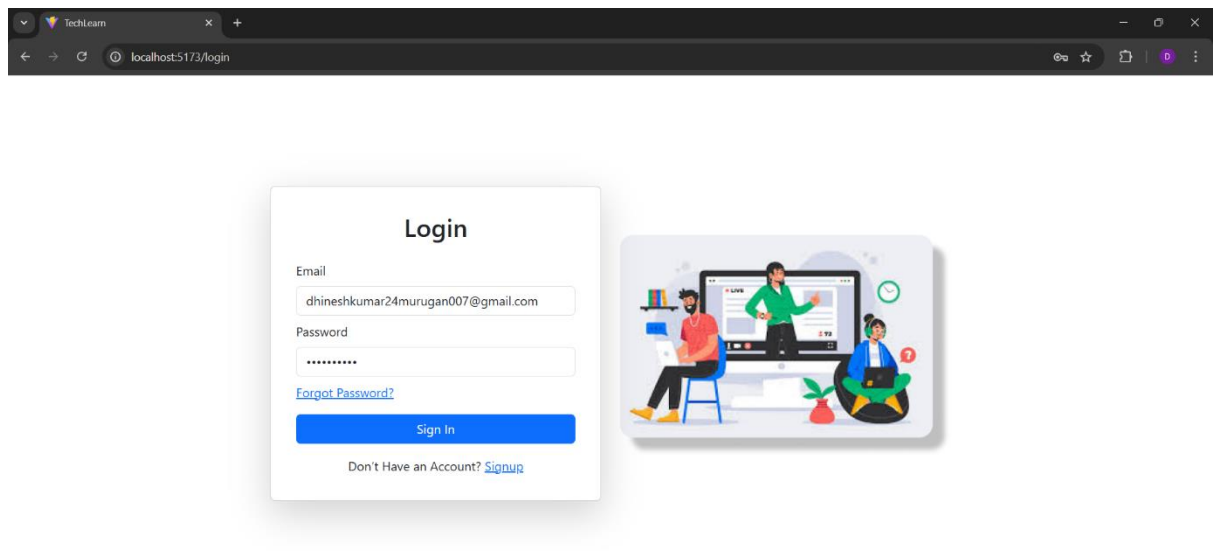 TechLearn
localhost:5173/login
D
Login
Email
dhineshkumar24murugan007@gmail.com
Password
••••••••••
Forgot Password?
Sign In
Don't Have an Account? Signup
LIVE
73
?